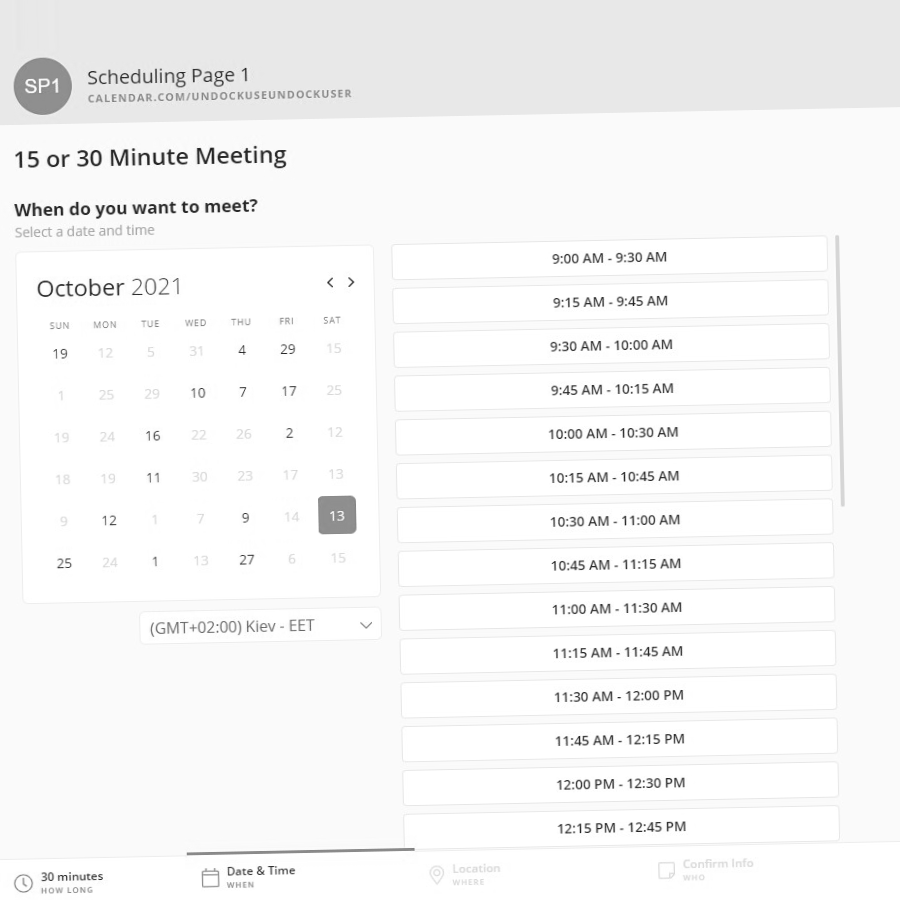 SP1
Scheduling Page 1
CALENDAR.COM/UNDOCKUSEUNDOCKUSER
15 or 30 Minute Meeting
When do you want to meet?
Select a date and time
October 2021
SUN MON TUE WED THU FRI SAT
19 12 5 31 4 29 15
1 25 29 10 7 17 25
19 24 16 22 26 2 12
18 19 11 30 23 17 13
9 12 1 7 9 14 13
25 24 1 13 27 6 15
(GMT+02:00) Kiev - EET
9:00 AM - 9:30 AM
9:15 AM - 9:45 AM
9:30 AM - 10:00 AM
9:45 AM - 10:15 AM
10:00 AM - 10:30 AM
10:15 AM - 10:45 AM
10:30 AM - 11:00 AM
10:45 AM - 11:15 AM
11:00 AM - 11:30 AM
11:15 AM - 11:45 AM
11:30 AM - 12:00 PM
11:45 AM - 12:15 PM
12:00 PM - 12:30 PM
12:15 PM - 12:45 PM
30 minutes
HOW LONG
Date & Time
WHEN
Location
WHERE
Confirm Info
WHO